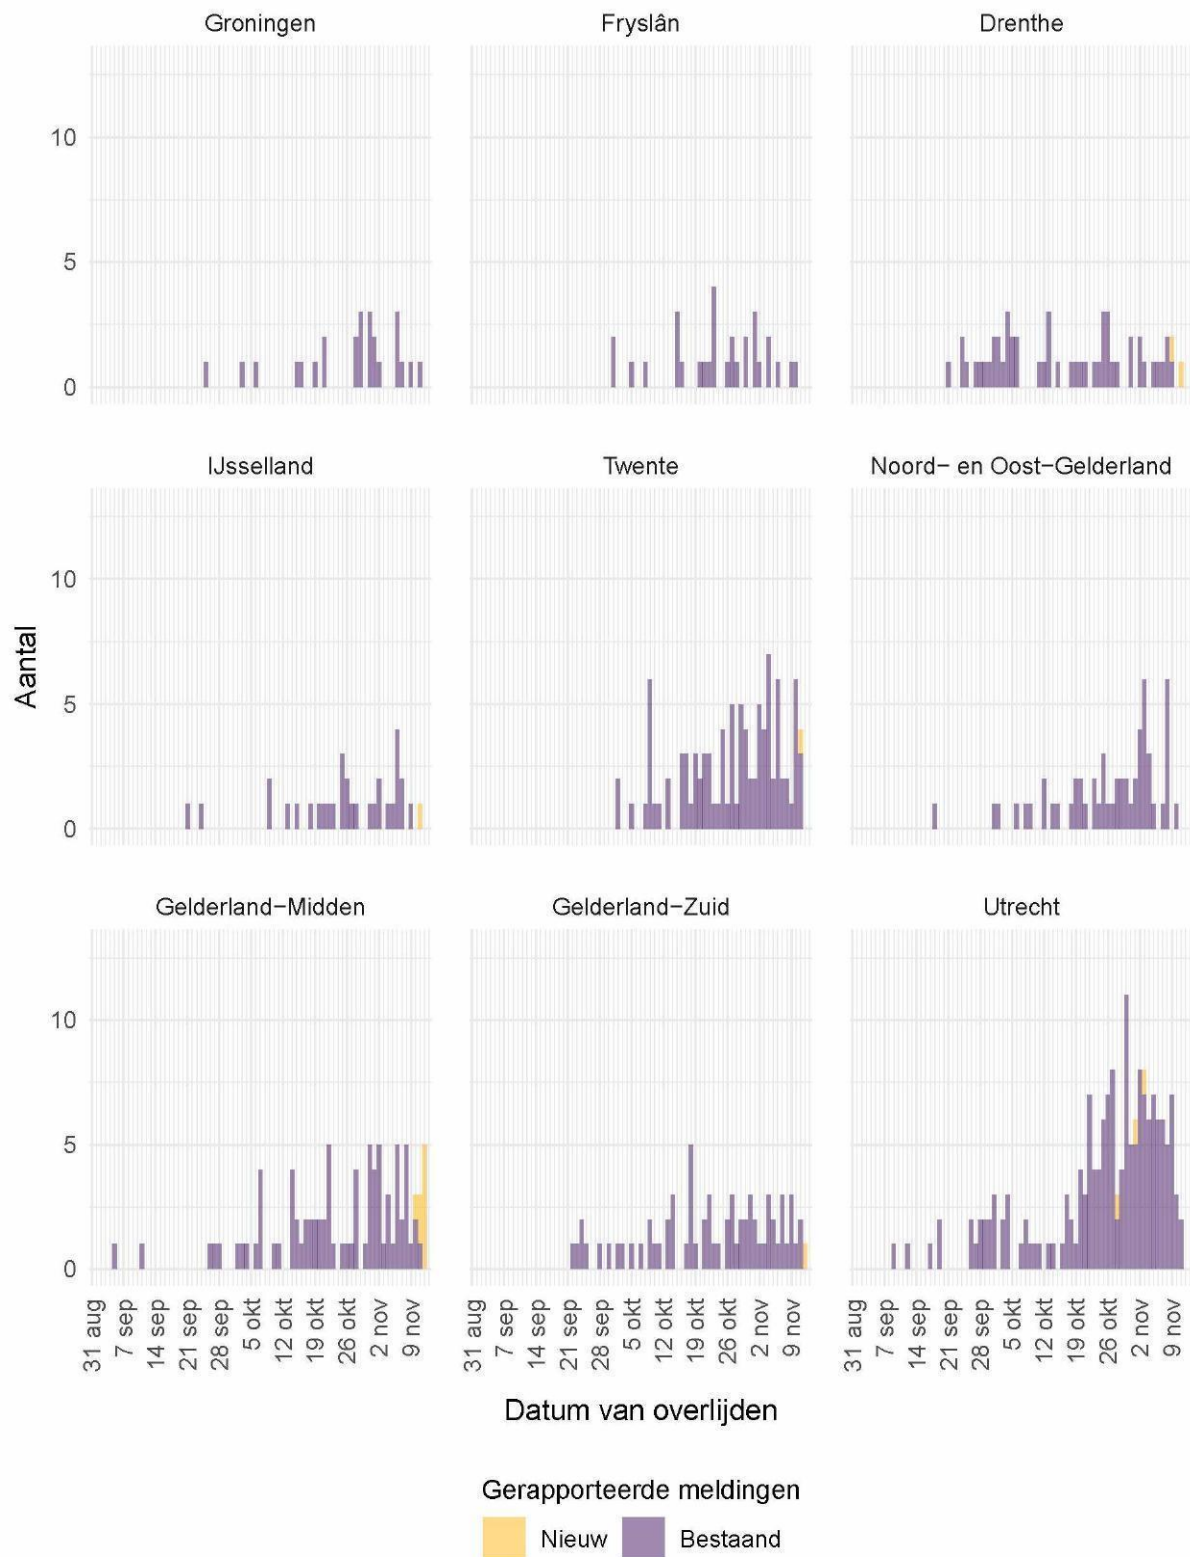 Groningen
Fryslân
Drenthe
10
5
0
IJsselland
Twente
Noord− en Oost−Gelderland
10
5
0
Aantal
Gelderland−Midden
Gelderland−Zuid
Utrecht
10
5
0
31 aug
7 sep
14 sep
21 sep
28 sep
5 okt
12 okt
19 okt
26 okt
2 nov
9 nov
31 aug
7 sep
14 sep
21 sep
28 sep
5 okt
12 okt
19 okt
26 okt
2 nov
9 nov
31 aug
7 sep
14 sep
21 sep
28 sep
5 okt
12 okt
19 okt
26 okt
2 nov
9 nov
Datum van overlijden
Gerapporteerde meldingen
Nieuw
Bestaand